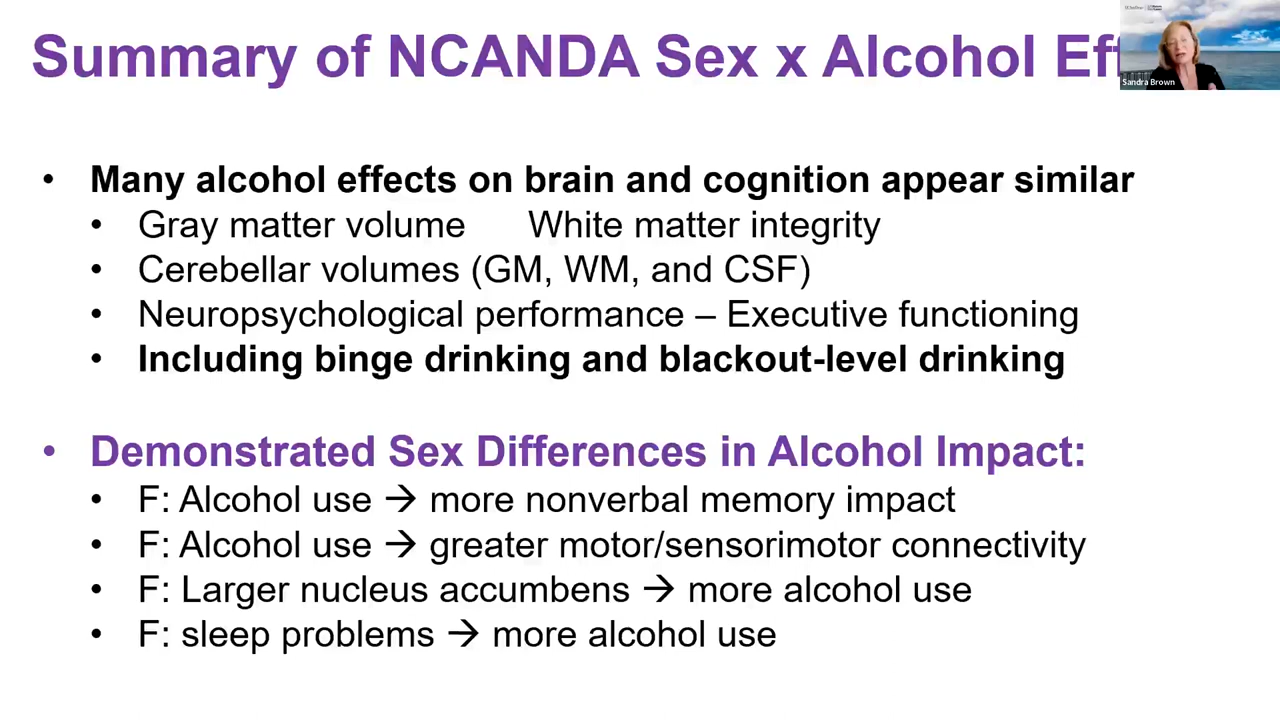 Summary of NCANDA Sex x Alcohol Eff
Sandra Brown
• Many alcohol effects on brain and cognition appear similar
• Gray matter volume White matter integrity
• Cerebellar volumes (GM, WM, and CSF)
• Neuropsychological performance – Executive functioning
• Including binge drinking and blackout-level drinking
• Demonstrated Sex Differences in Alcohol Impact:
• F: Alcohol use → more nonverbal memory impact
• F: Alcohol use → greater motor/sensorimotor connectivity
• F: Larger nucleus accumbens → more alcohol use
• F: sleep problems → more alcohol use